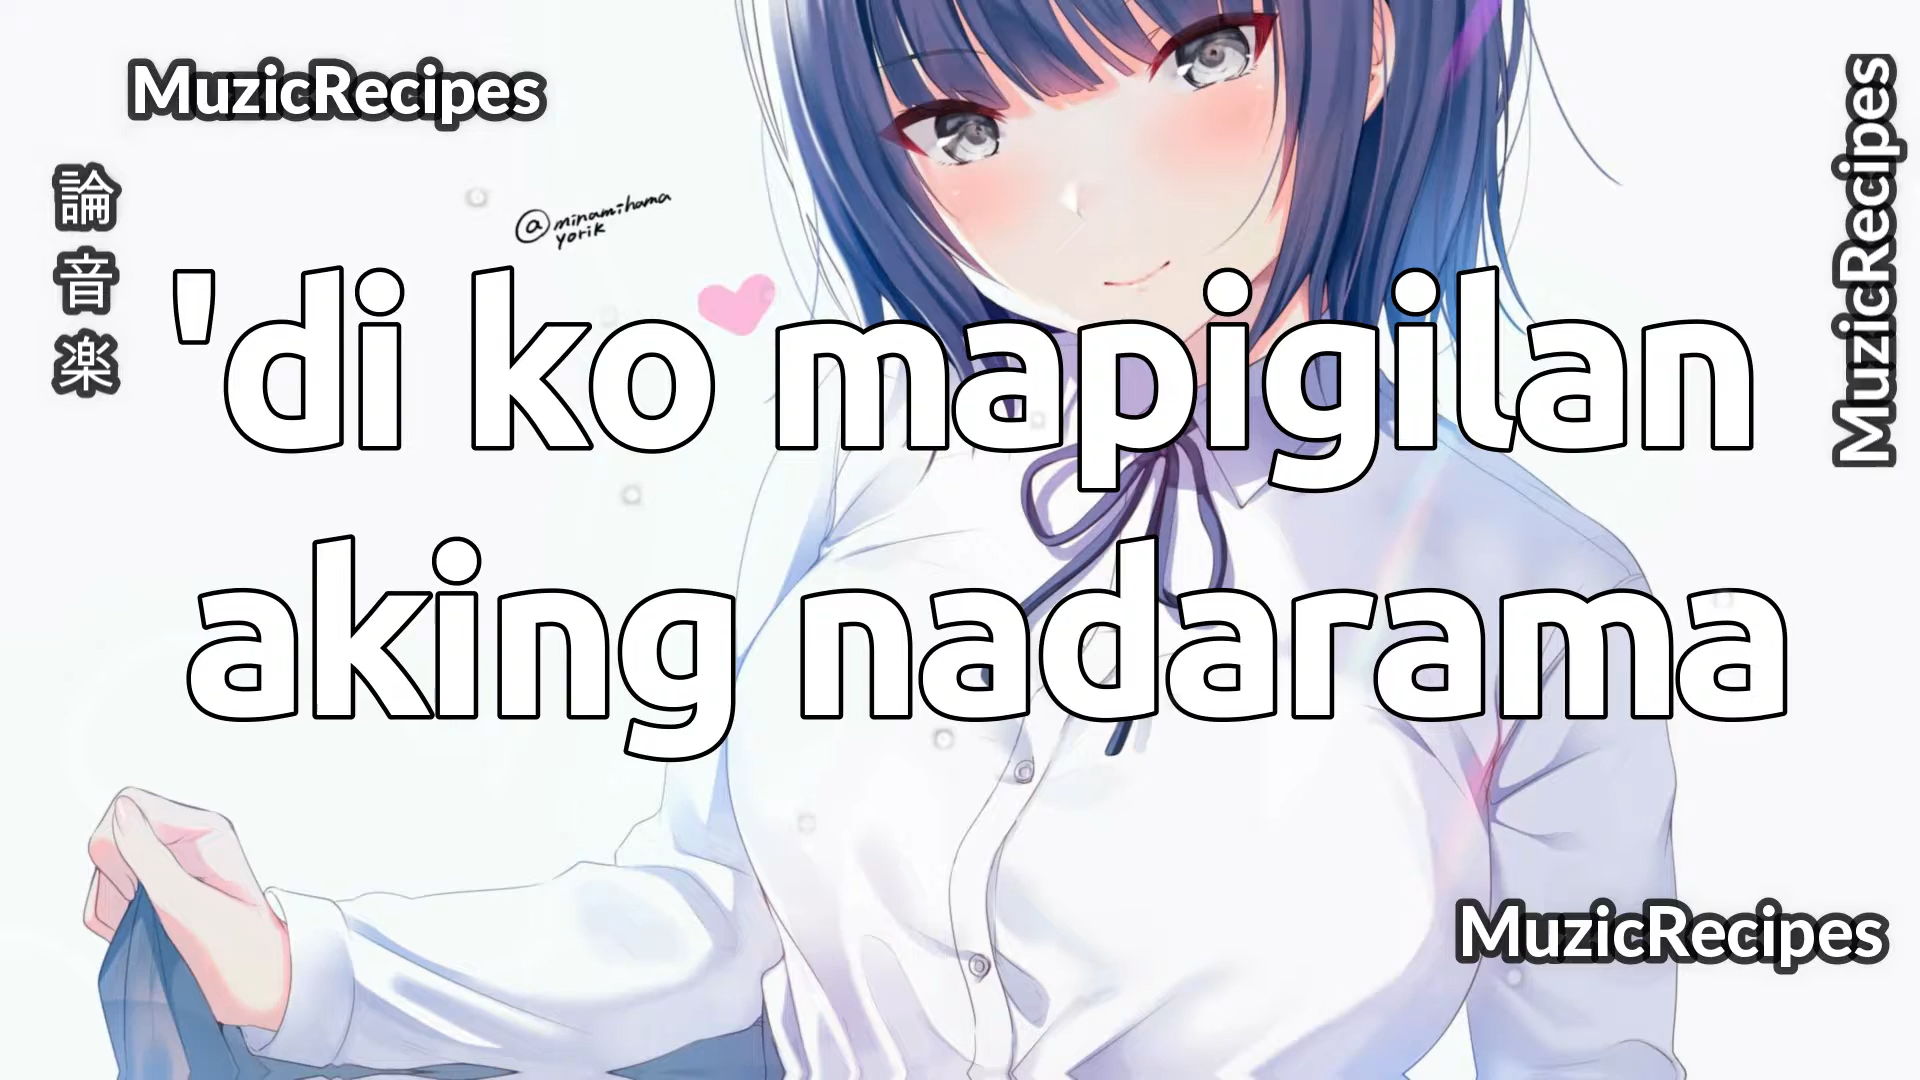 MuzicRecipes
MuzicRecipes
論
音
楽
@minamihama
yorik
'di ko mapigilan
aking nadarama
MuzicRecipes